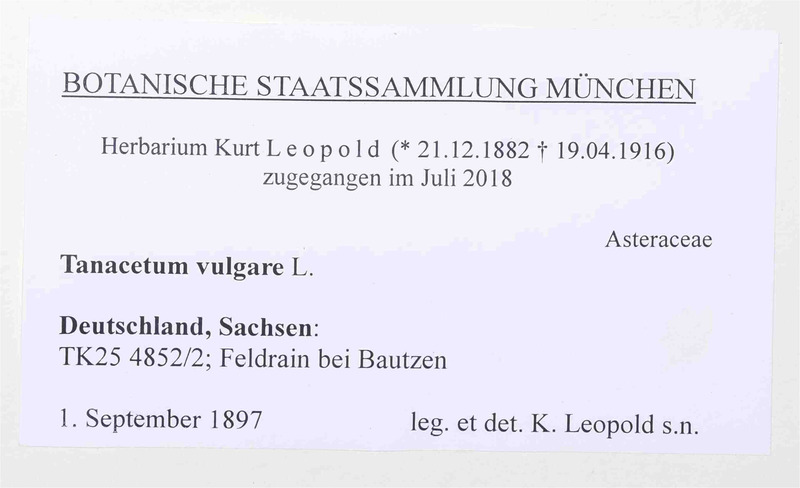 BOTANISCHE STAATSSAMMLUNG MÜNCHEN
Herbarium Kurt Leopold (* 21.12.1882 † 19.04.1916)
zugegangen im Juli 2018
Asteraceae
Tanacetum vulgare L.
Deutschland, Sachsen:
TK25 4852/2; Feldrain bei Bautzen
1. September 1897 leg. et det. K. Leopold s.n.